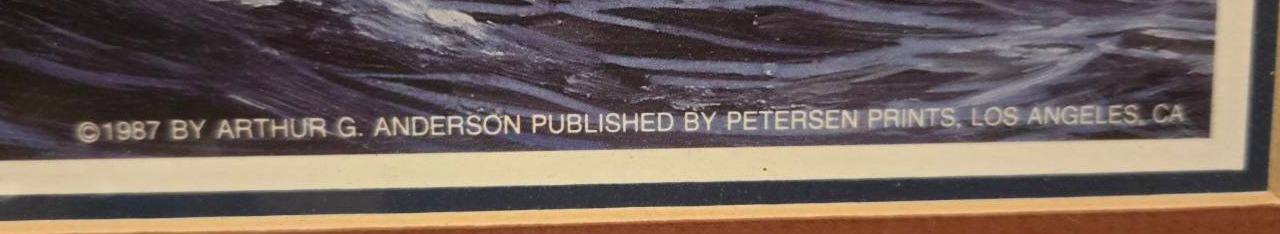 ©1987 BY ARTHUR G. ANDERSON PUBLISHED BY PETERSEN PRINTS, LOS ANGELES, CA